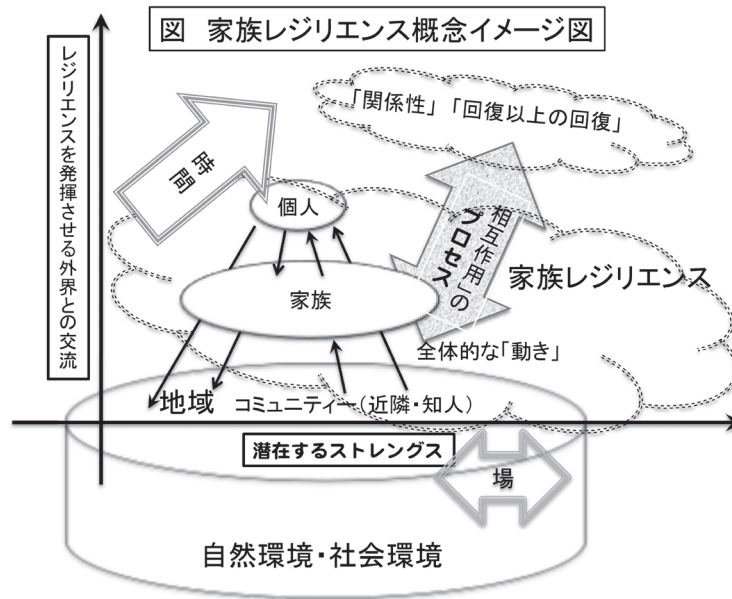 図 家族レジリエンス概念イメージ図
レジリエンスを発揮させる外界との交流
「関係性」「回復以上の回復」
時間
個人
相互作用」の
プロセス
家族レジリエンス
家族
全体的な「動き」
地域 コミュニティー(近隣・知人)
潜在するストレングス
場
自然環境・社会環境